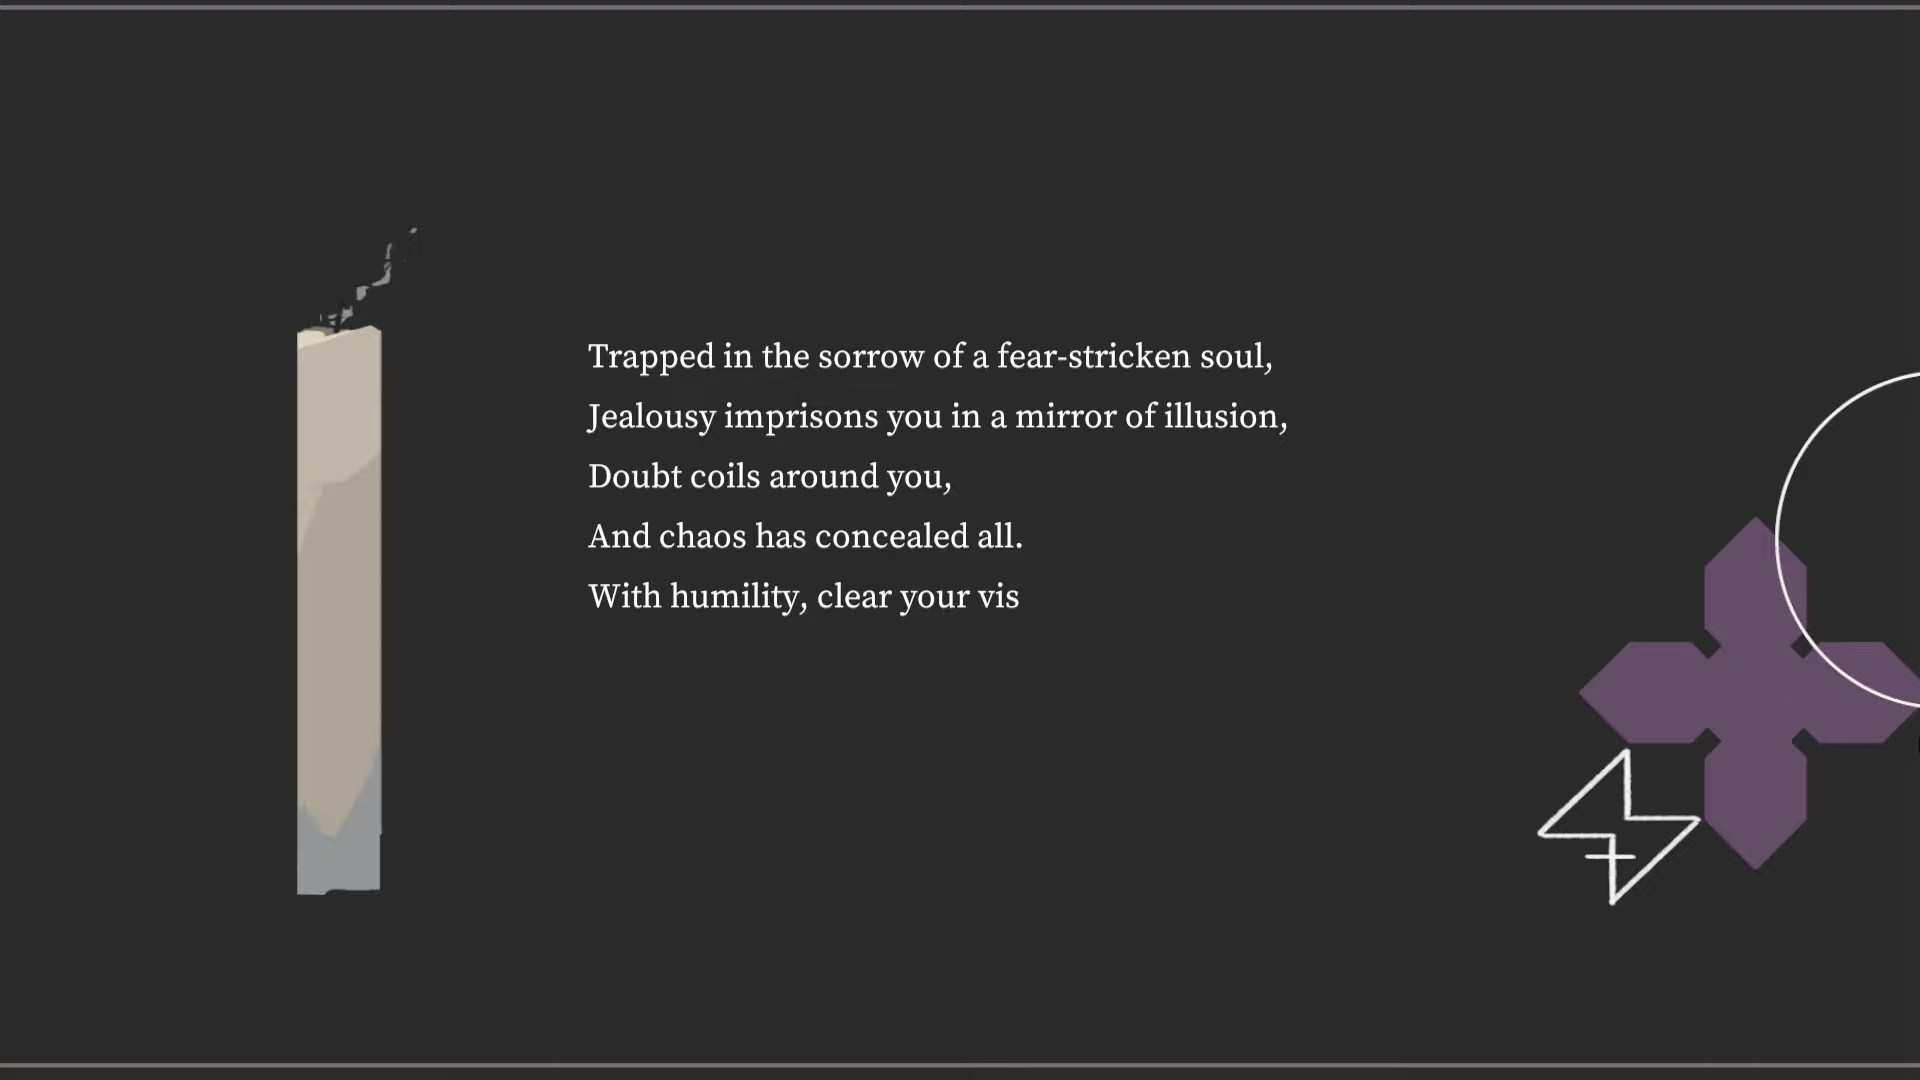 Trapped in the sorrow of a fear-stricken soul,
Jealousy imprisons you in a mirror of illusion,
Doubt coils around you,
And chaos has concealed all.
With humility, clear your vis